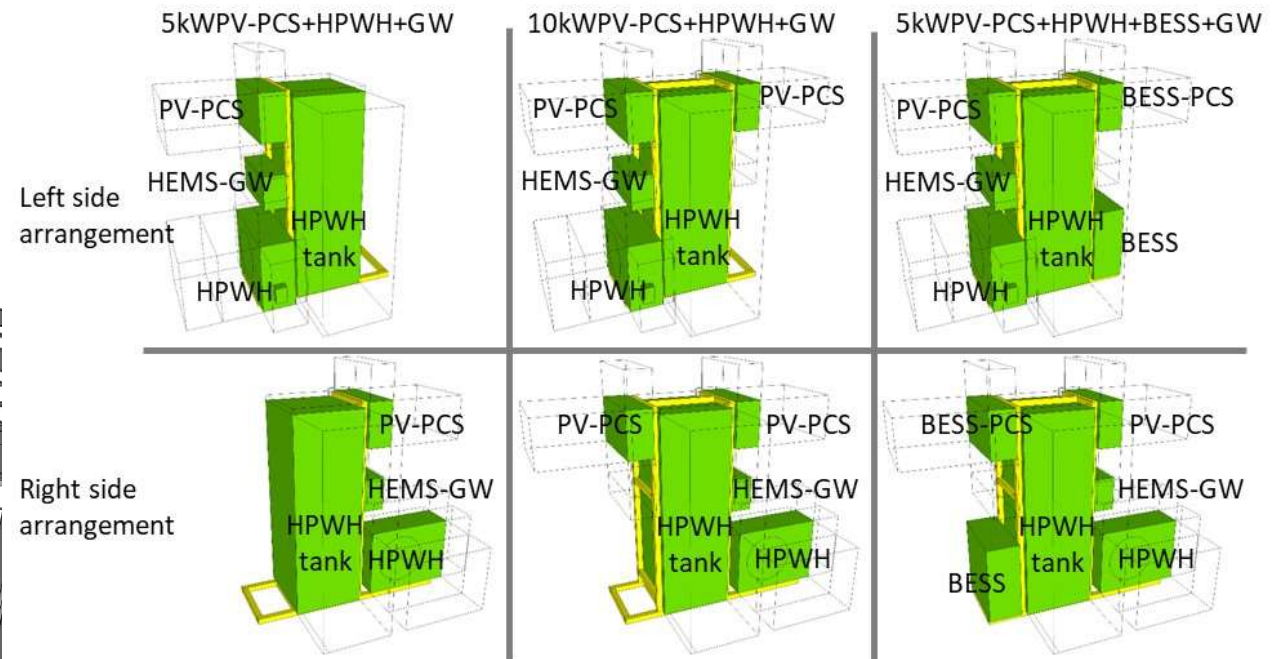 5kWPV-PCS+HPWH+GW
10kWPV-PCS+HPWH+GW
5kWPV-PCS+HPWH+BESS+GW
Left side
arrangement
PV-PCS
HEMS-GW
HPWH
tank
HPWH
PV-PCS
PV-PCS
HEMS-GW
HPWH
tank
HPWH
PV-PCS
BESS-PCS
HEMS-GW
HPWH
tank
BESS
HPWH
Right side
arrangement
PV-PCS
HEMS-GW
HPWH
tank
HPWH
PV-PCS
PV-PCS
HEMS-GW
HPWH
tank
HPWH
BESS-PCS
PV-PCS
HEMS-GW
HPWH
tank
HPWH
BESS